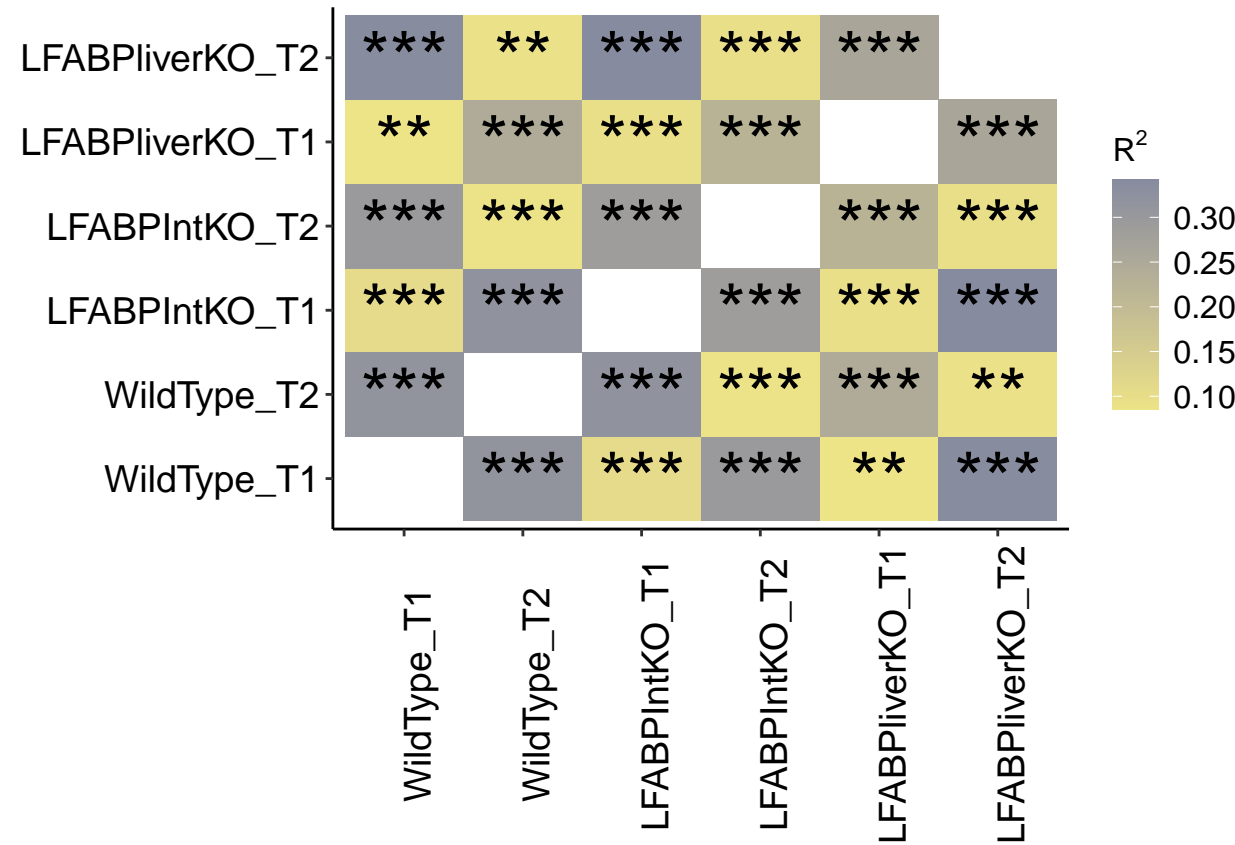 LFABPliverKO_T2 *** ** *** *** ***
LFABPliverKO_T1 ** *** *** *** ***
LFABPIntKO_T2 *** *** *** *** ***
LFABPIntKO_T1 *** *** *** *** ***
WildType_T2 *** *** *** *** **
WildType_T1 *** *** *** ** ***
WildType_T1
WildType_T2
LFABPIntKO_T1
LFABPIntKO_T2
LFABPliverKO_T1
LFABPliverKO_T2
R²
0.30
0.25
0.20
0.15
0.10